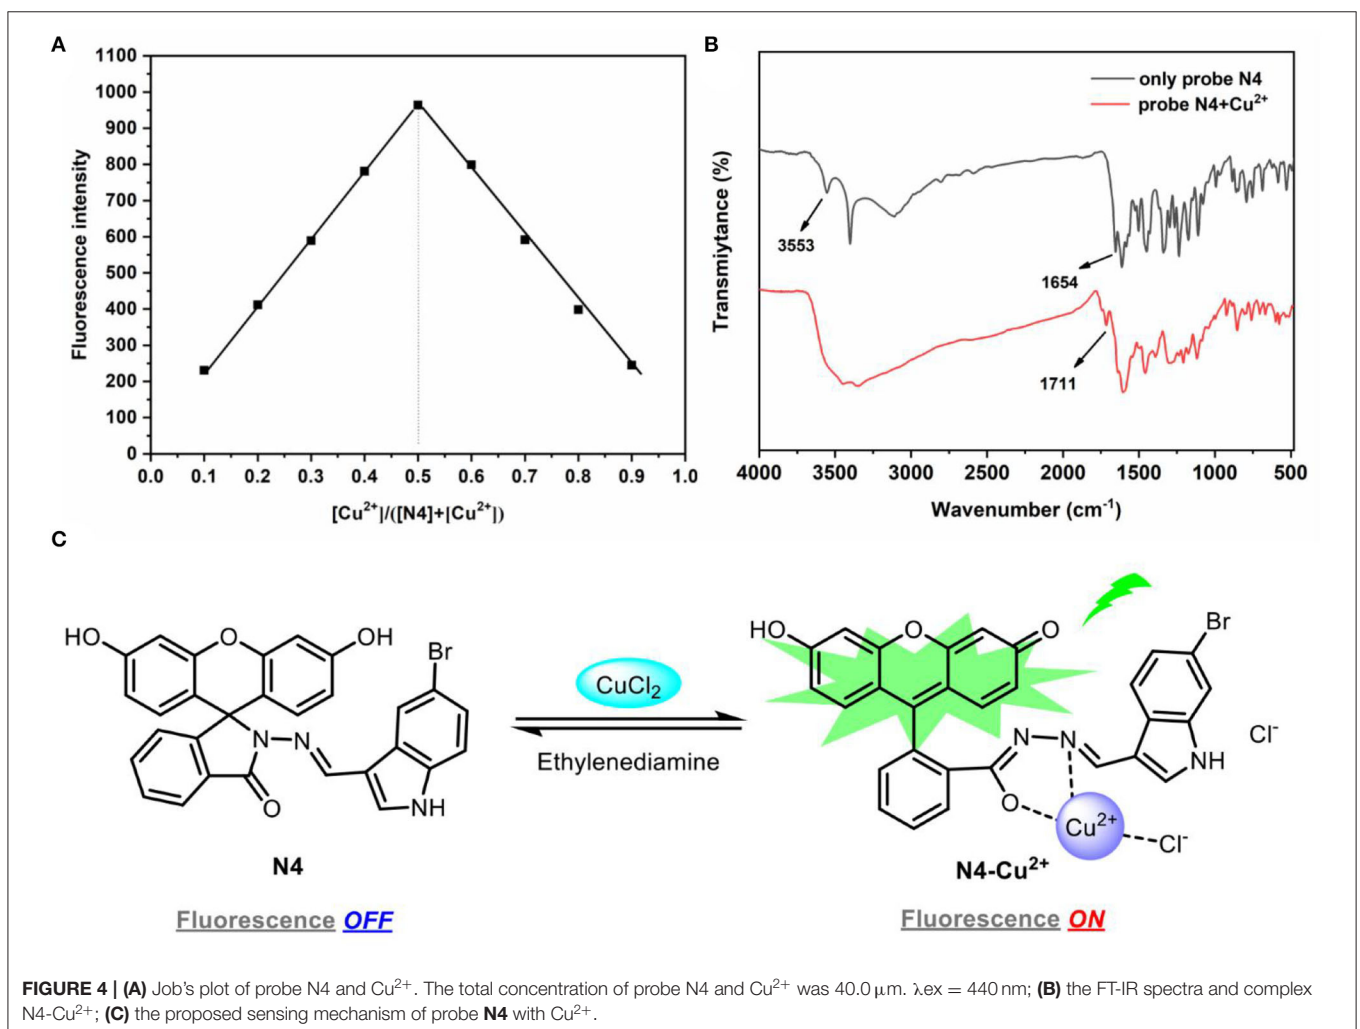 A
1100
1000
900
800
700
600
500
400
300
200
100
0
0.0 0.1 0.2 0.3 0.4 0.5 0.6 0.7 0.8 0.9 1.0
Fluorescence intensity
[Cu²⁺]/([N4]+[Cu²⁺])
B
only probe N4
probe N4+Cu²⁺
3553
1654
1711
Transmiytance (%)
4000 3500 3000 2500 2000 1500 1000 500
Wavenumber (cm⁻¹)
C
HO
O
OH
Br
N
N
O
NH
N4
Fluorescence OFF
CuCl₂
Ethylenediamine
HO
O
O
Br
N
N
NH
O
Cu²⁺
Cl⁻
Cl⁻
N4-Cu²⁺
Fluorescence ON
FIGURE 4 | (A) Job's plot of probe N4 and Cu²⁺. The total concentration of probe N4 and Cu²⁺ was 40.0 μm. λex = 440 nm; (B) the FT-IR spectra and complex
N4-Cu²⁺; (C) the proposed sensing mechanism of probe N4 with Cu²⁺.